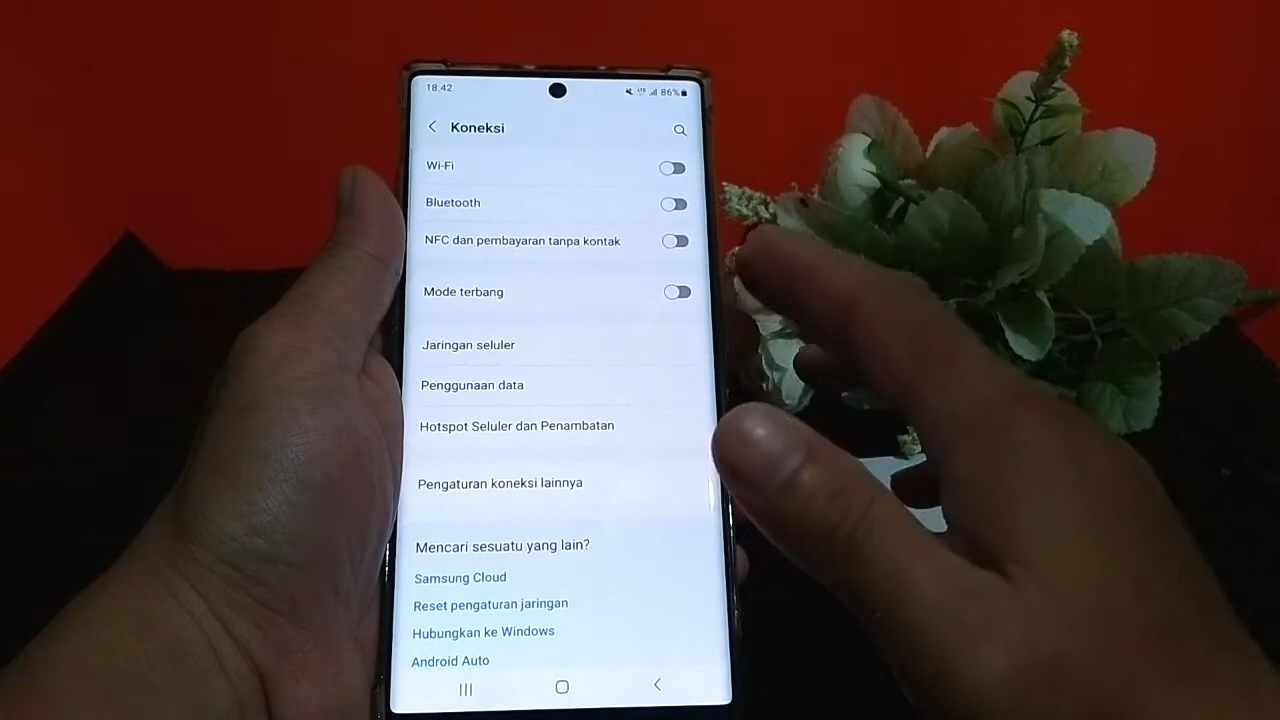 18.42
LTE 86%
Koneksi
Wi-Fi
Bluetooth
NFC dan pembayaran tanpa kontak
Mode terbang
Jaringan seluler
Penggunaan data
Hotspot Seluler dan Penambatan
Pengaturan koneksi lainnya
Mencari sesuatu yang lain?
Samsung Cloud
Reset pengaturan jaringan
Hubungkan ke Windows
Android Auto